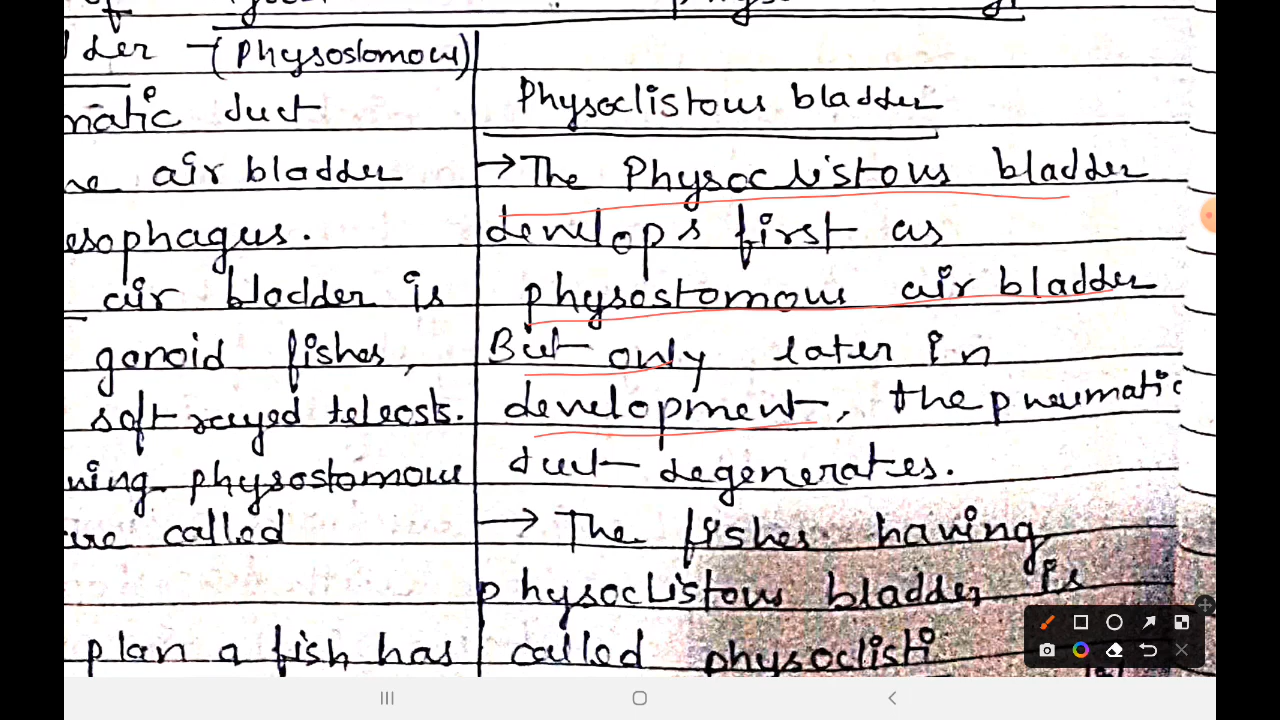 der - (Physostomous)
matic duct
air bladder
esophagus.
air bladder is
ganoid fishes,
soft rayed teleosts.
physostomous
called
plan a fish has
Physoclistous bladder
→ The Physoclistous bladder
develops first as
physostomous air bladder
But only later in
development, the pneumatic
duct degenerates.
→ The fishes having
physoclistous bladder is
called physoclisti